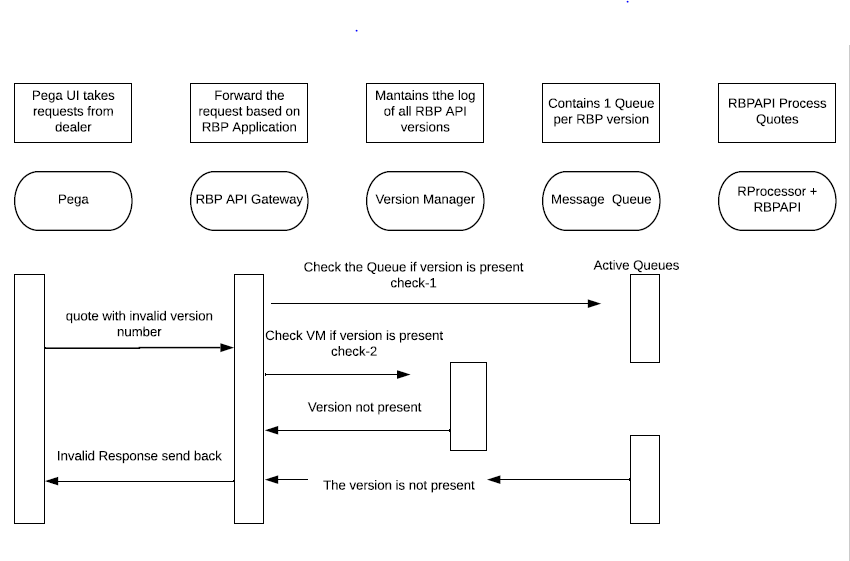 Pega UI takes
requests from
dealer
Forward the
request based on
RBP Application
Mantains tthe log
of all RBP API
versions
Contains 1 Queue
per RBP version
RBPAPI Process
Quotes
Pega
RBP API Gateway
Version Manager
Message Queue
RProcessor +
RBPAPI
Check the Queue if version is present
check-1
Active Queues
quote with invalid version
number
Check VM if version is present
check-2
Version not present
Invalid Response send back
The version is not present